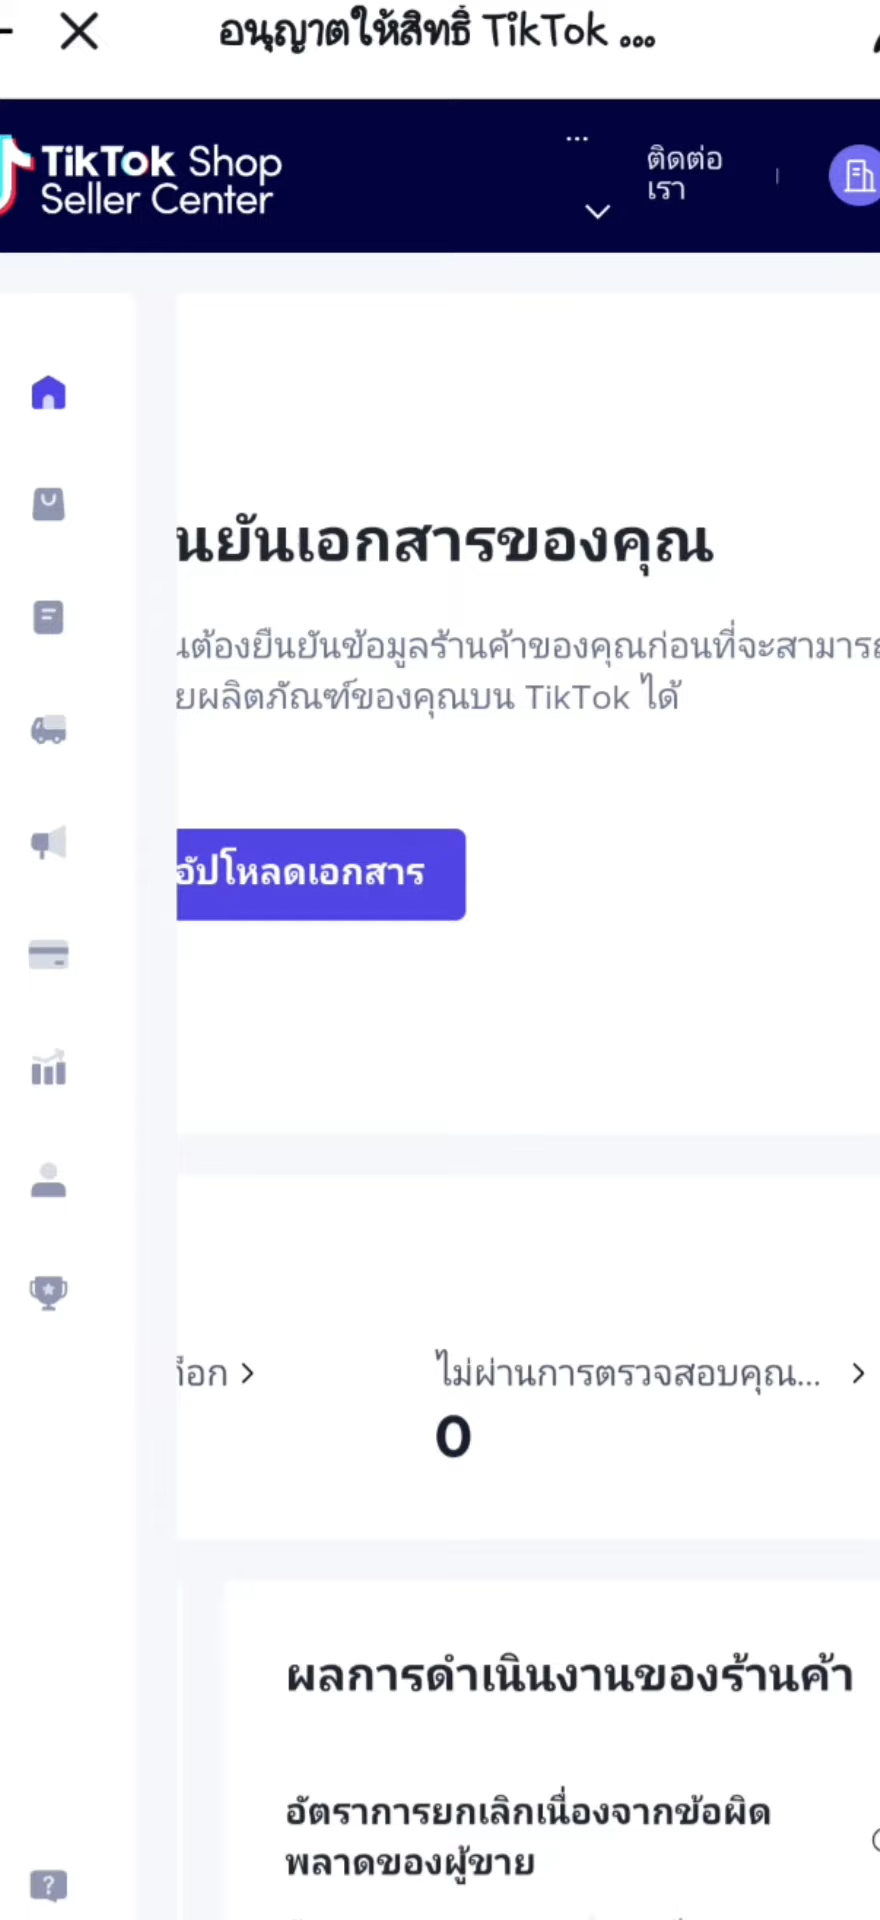 อนุญาตให้สิทธิ์ TikTok ...
TikTok Shop
Seller Center
...
ติดต่อ
เรา
นยันเอกสารของคุณ
นต้องยืนยันข้อมูลร้านค้าของคุณก่อนที่จะสามารถ
ยผลิตภัณฑ์ของคุณบน TikTok ได้
อัปโหลดเอกสาร
ต็อก >
ไม่ผ่านการตรวจสอบคุณ... >
0
ผลการดำเนินงานของร้านค้า
อัตราการยกเลิกเนื่องจากข้อผิด
พลาดของผู้ขาย